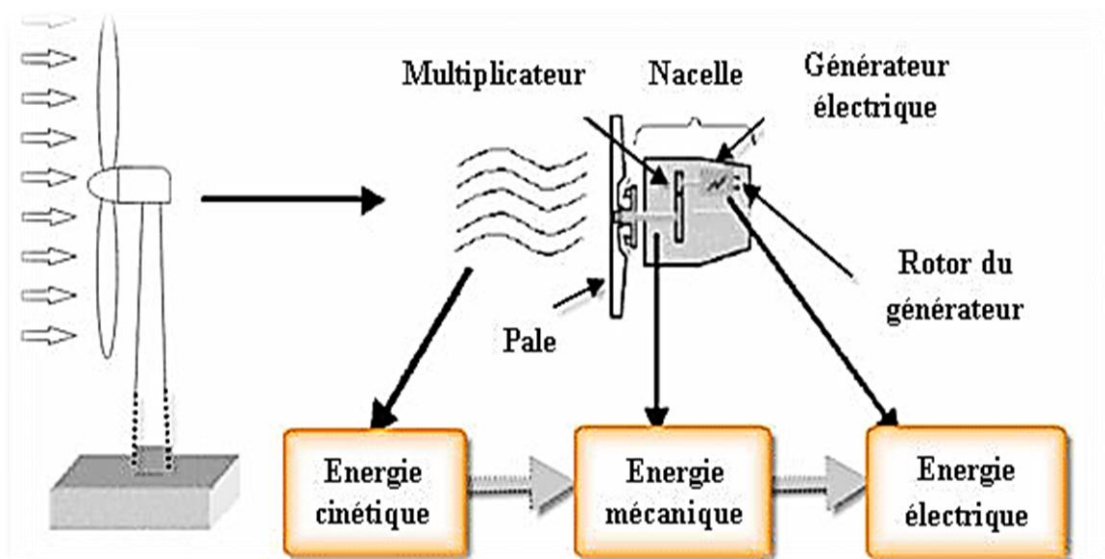 Multiplicateur
Nacelle
Générateur
électrique
Rotor du
générateur
Pale
Energie
cinétique
Energie
mécanique
Energie
électrique